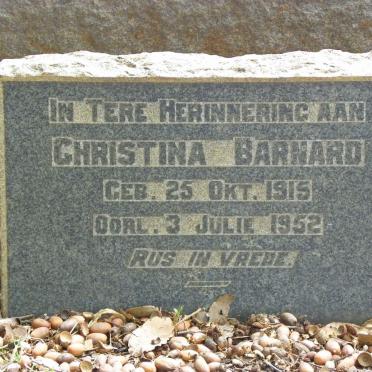 IN TERE HERINNERING AAN
CHRISTINA BARNARD
GEB. 25 OKT. 1915
OORL. 3 JULIE 1952
RUS IN VREDE